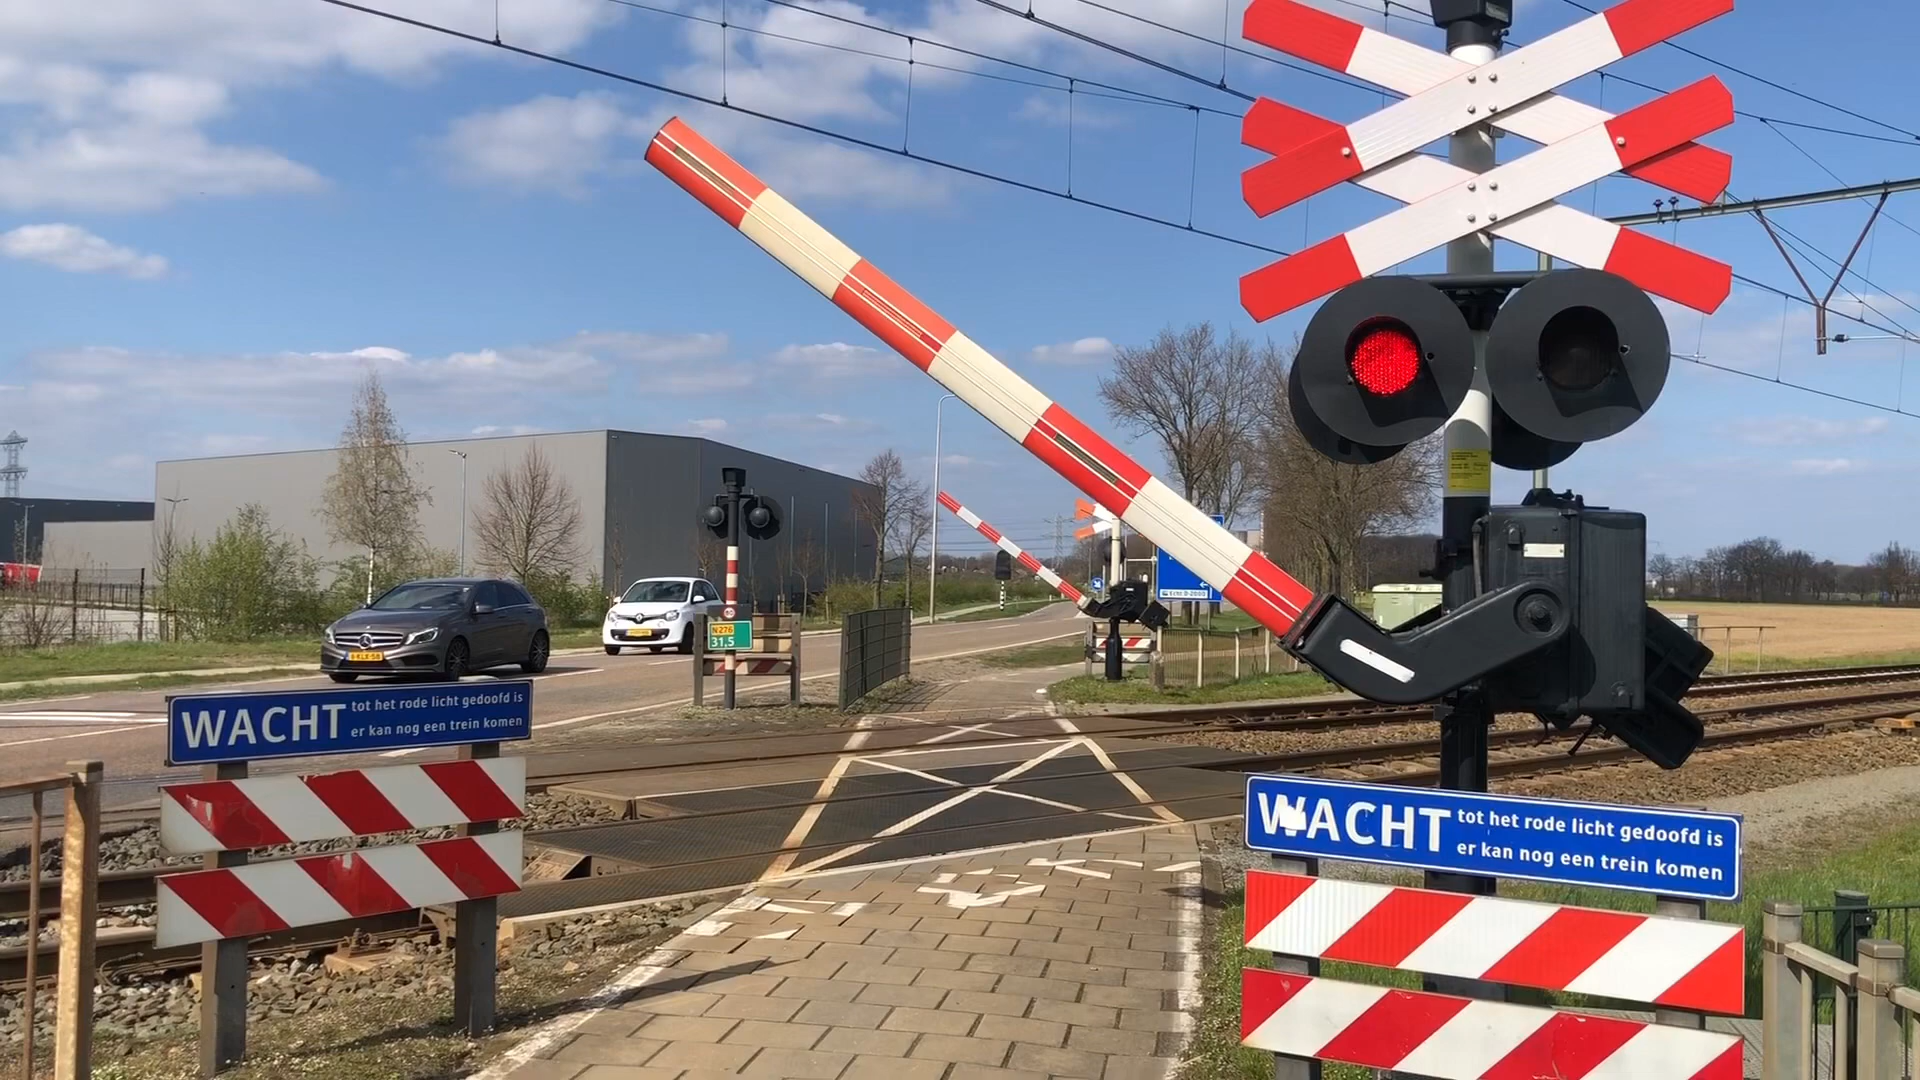 WACHT tot het rode licht gedoofd is
er kan nog een trein komen
N276
31,5
WACHT tot het rode licht gedoofd is
er kan nog een trein komen